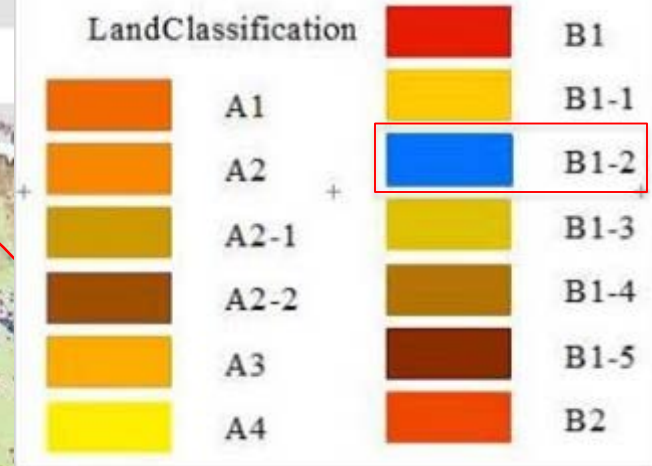 LandClassification
A1
A2
A2-1
A2-2
A3
A4
B1
B1-1
B1-2
B1-3
B1-4
B1-5
B2